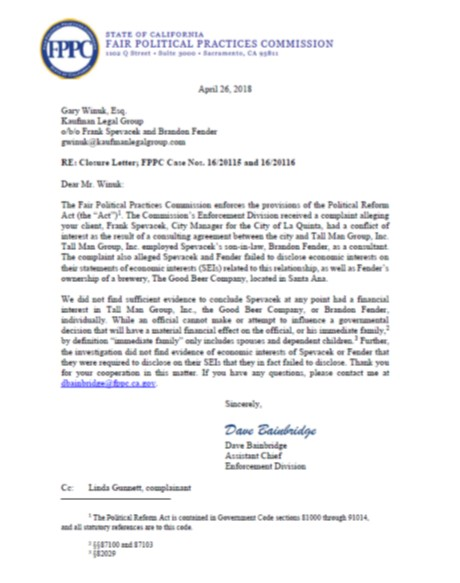 FPPC
STATE OF CALIFORNIA
FAIR POLITICAL PRACTICES COMMISSION
1102 Q Street • Suite 3000 • Sacramento, CA 95811
April 26, 2018
Gary Winuk, Esq.
Kaufman Legal Group
o/b/o Frank Spevacek and Brandon Fender
gwinuk@kaufmanlegalgroup.com
RE: Closure Letter; FPPC Case Nos. 16/20115 and 16/20116
Dear Mr. Winuk:
The Fair Political Practices Commission enforces the provisions of the Political Reform
Act (the “Act”)¹. The Commission’s Enforcement Division received a complaint alleging
your client, Frank Spevacek, City Manager for the City of La Quinta, had a conflict of
interest as the result of a consulting agreement between the city and Tall Man Group, Inc.
Tall Man Group, Inc. employed Spevacek’s son-in-law, Brandon Fender, as a consultant.
The complaint also alleged Spevacek and Fender failed to disclose economic interests on
their statements of economic interests (SEIs) related to this relationship, as well as Fender’s
ownership of a brewery, The Good Beer Company, located in Santa Ana.
We did not find sufficient evidence to conclude Spevacek at any point had a financial
interest in Tall Man Group, Inc., the Good Beer Company, or Brandon Fender,
individually. While an official cannot make or attempt to influence a governmental
decision that will have a material financial effect on the official, or his immediate family,²
by definition “immediate family” only includes spouses and dependent children.³ Further,
the investigation did not find evidence of economic interests of Spevacek or Fender that
they were required to disclose on their SEIs that they in fact failed to disclose. Thank you
for your cooperation in this matter. If you have any questions, please contact me at
dbainbridge@fppc.ca.gov.
Sincerely,
Dave Bainbridge
Dave Bainbridge
Assistant Chief
Enforcement Division
Cc: Linda Gunnett, complainant
¹ The Political Reform Act is contained in Government Code sections 81000 through 91014,
and all statutory references are to this code.
² §§87100 and 87103
³ §82029